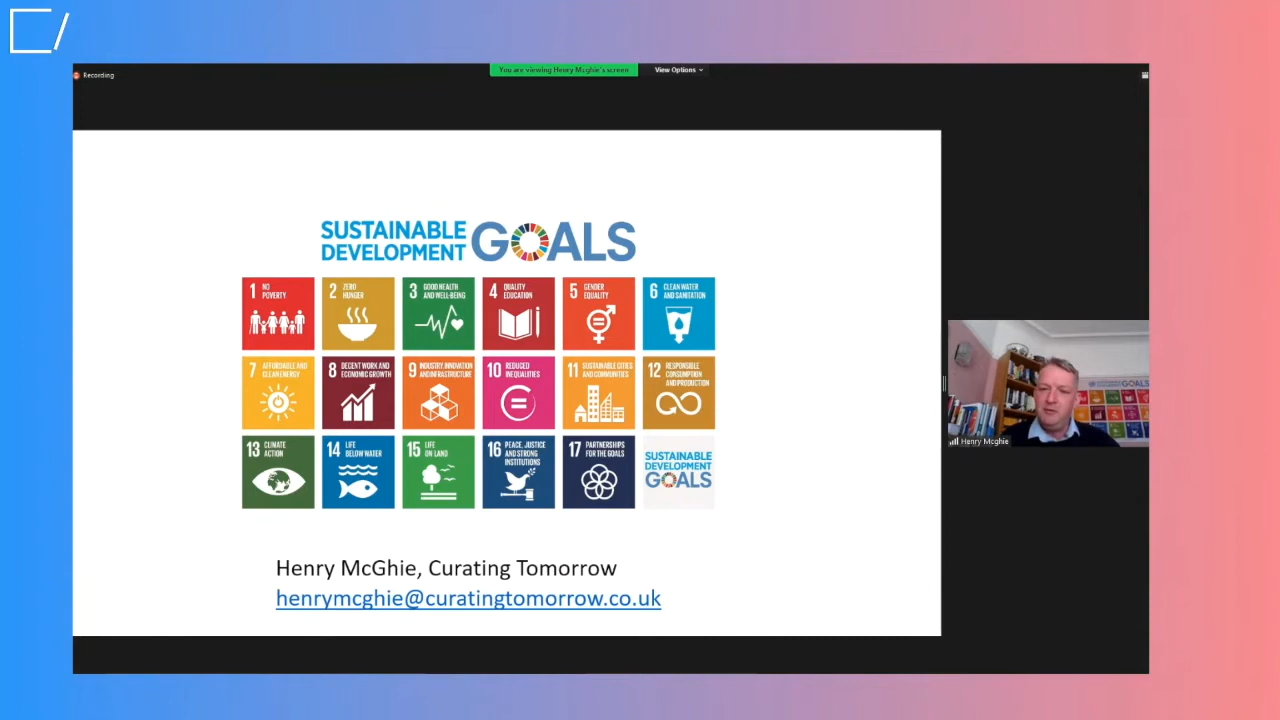 Recording
You are viewing Henry Mcghie's screen
View Options
SUSTAINABLE
DEVELOPMENT
GOALS
1 NO
POVERTY
2 ZERO
HUNGER
3 GOOD HEALTH
AND WELL-BEING
4 QUALITY
EDUCATION
5 GENDER
EQUALITY
6 CLEAN WATER
AND SANITATION
7 AFFORDABLE AND
CLEAN ENERGY
8 DECENT WORK AND
ECONOMIC GROWTH
9 INDUSTRY, INNOVATION
AND INFRASTRUCTURE
10 REDUCED
INEQUALITIES
11 SUSTAINABLE CITIES
AND COMMUNITIES
12 RESPONSIBLE
CONSUMPTION
AND PRODUCTION
13 CLIMATE
ACTION
14 LIFE
BELOW WATER
15 LIFE
ON LAND
16 PEACE, JUSTICE
AND STRONG
INSTITUTIONS
17 PARTNERSHIPS
FOR THE GOALS
SUSTAINABLE
DEVELOPMENT
GOALS
GOALS
Henry Mcghie
Henry McGhie, Curating Tomorrow
henrymcghie@curatingtomorrow.co.uk